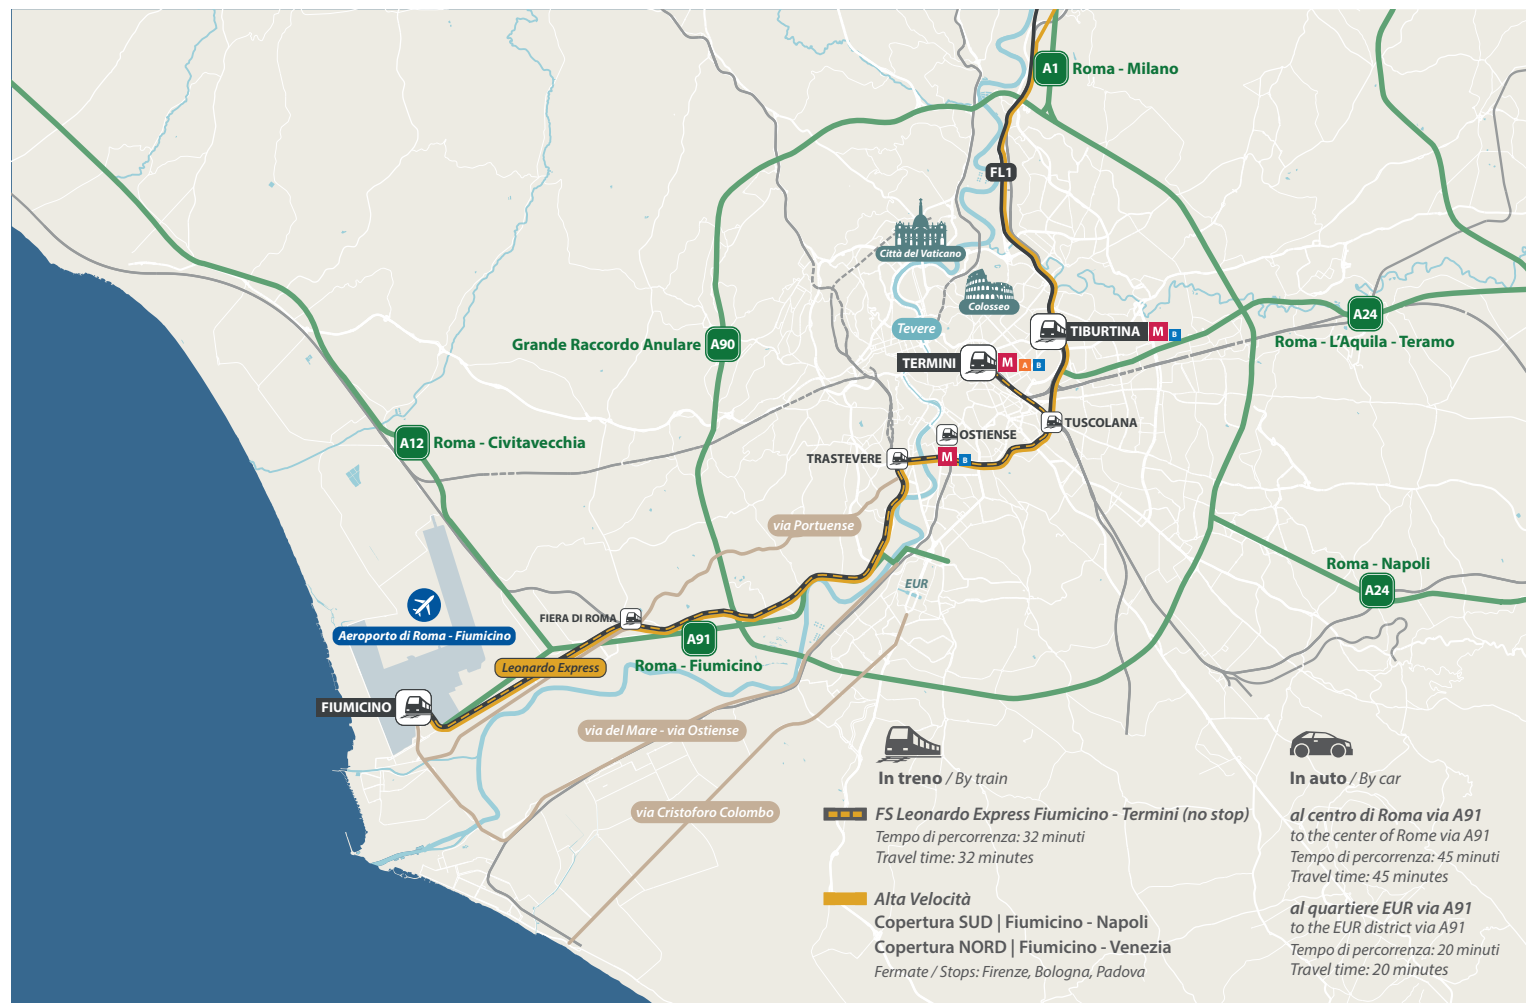 A1 Roma - Milano
FL1
Città del Vaticano
Colosseo
Tevere
A24
Roma - L'Aquila - Teramo
TIBURTINA M B
Grande Raccordo Anulare A90
TERMINI M A B
TUSCOLANA
OSTIENSE
M B
TRASTEVERE
A12 Roma - Civitavecchia
via Portuense
Roma - Napoli
A24
EUR
Aeroporto di Roma - Fiumicino
FIERA DI ROMA
A91
Roma - Fiumicino
Leonardo Express
FIUMICINO
via del Mare - via Ostiense
via Cristoforo Colombo
In treno / By train
FS Leonardo Express Fiumicino - Termini (no stop)
Tempo di percorrenza: 32 minuti
Travel time: 32 minutes
Alta Velocità
Copertura SUD | Fiumicino - Napoli
Copertura NORD | Fiumicino - Venezia
Fermate / Stops: Firenze, Bologna, Padova
In auto / By car
al centro di Roma via A91
to the center of Rome via A91
Tempo di percorrenza: 45 minuti
Travel time: 45 minutes
al quartiere EUR via A91
to the EUR district via A91
Tempo di percorrenza: 20 minuti
Travel time: 20 minutes